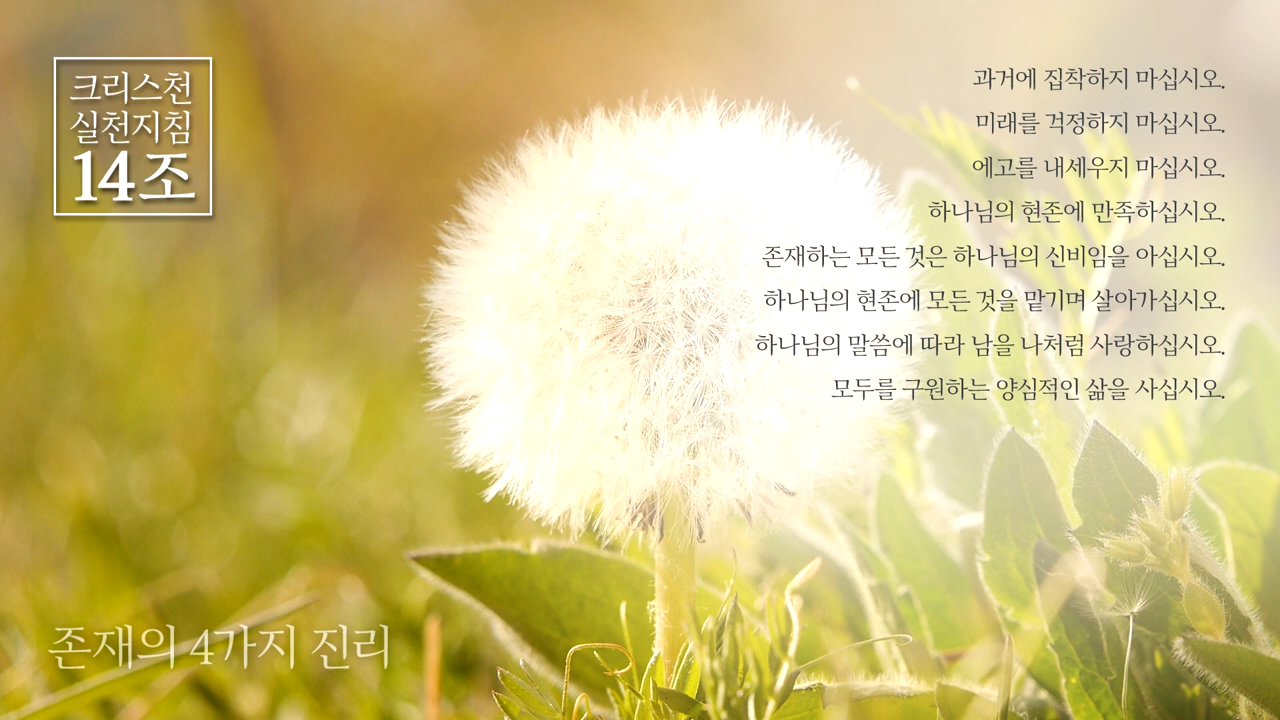 크리스천
실천지침
14조
과거에 집착하지 마십시오.
미래를 걱정하지 마십시오.
에고를 내세우지 마십시오.
하나님의 현존에 만족하십시오.
존재하는 모든 것은 하나님의 신비임을 아십시오.
하나님의 현존에 모든 것을 맡기며 살아가십시오.
하나님의 말씀에 따라 남을 나처럼 사랑하십시오.
모두를 구원하는 양심적인 삶을 사십시오.
존재의 4가지 진리